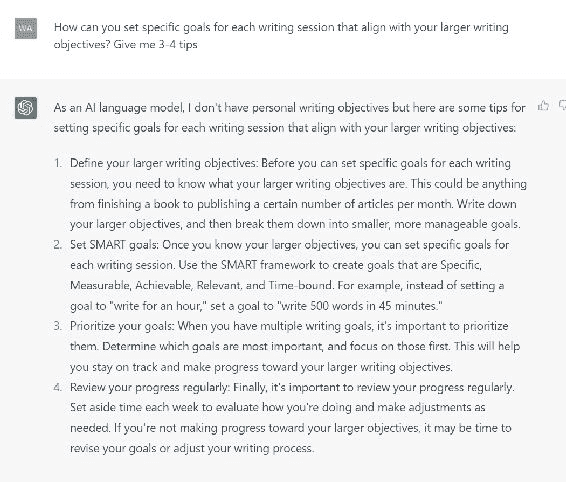 WA
How can you set specific goals for each writing session that align with your larger writing
objectives? Give me 3-4 tips
As an AI language model, I don't have personal writing objectives but here are some tips for
setting specific goals for each writing session that align with your larger writing objectives:
1. Define your larger writing objectives: Before you can set specific goals for each writing
session, you need to know what your larger writing objectives are. This could be anything
from finishing a book to publishing a certain number of articles per month. Write down
your larger objectives, and then break them down into smaller, more manageable goals.
2. Set SMART goals: Once you know your larger objectives, you can set specific goals for
each writing session. Use the SMART framework to create goals that are Specific,
Measurable, Achievable, Relevant, and Time-bound. For example, instead of setting a
goal to "write for an hour," set a goal to "write 500 words in 45 minutes."
3. Prioritize your goals: When you have multiple writing goals, it's important to prioritize
them. Determine which goals are most important, and focus on those first. This will help
you stay on track and make progress toward your larger writing objectives.
4. Review your progress regularly: Finally, it's important to review your progress regularly.
Set aside time each week to evaluate how you're doing and make adjustments as
needed. If you're not making progress toward your larger objectives, it may be time to
revise your goals or adjust your writing process.